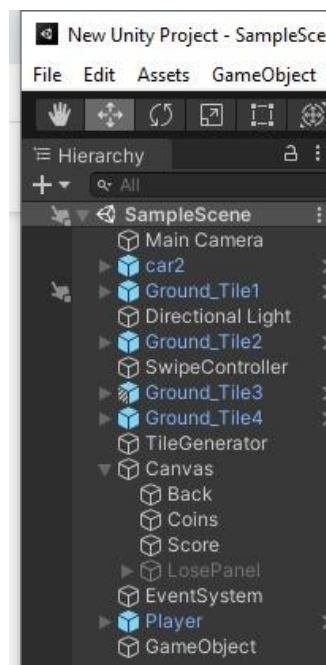 New Unity Project - SampleSce
File Edit Assets GameObject
Hierarchy
All
SampleScene
Main Camera
car2
Ground_Tile1
Directional Light
Ground_Tile2
SwipeController
Ground_Tile3
Ground_Tile4
TileGenerator
Canvas
Back
Coins
Score
LosePanel
EventSystem
Player
GameObject